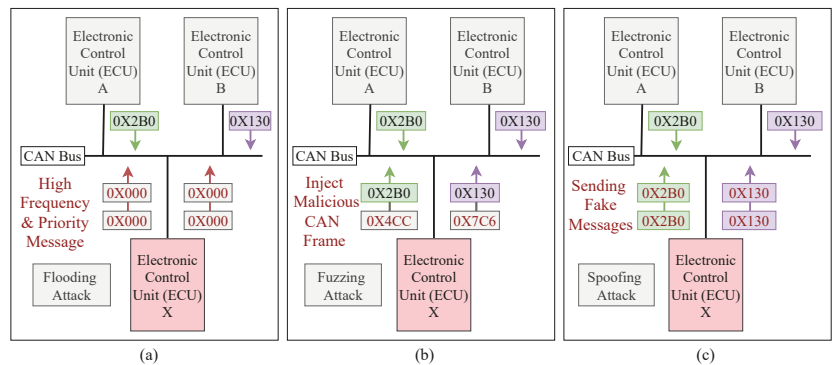 Electronic
Control
Unit (ECU)
A
Electronic
Control
Unit (ECU)
B
0X2B0
0X130
CAN Bus
High
Frequency
& Priority
Message
0X000
0X000
0X000
0X000
Electronic
Control
Unit (ECU)
X
Flooding
Attack
(a)
Electronic
Control
Unit (ECU)
A
Electronic
Control
Unit (ECU)
B
0X2B0
0X130
CAN Bus
Inject
Malicious
CAN
Frame
0X2B0
0X130
0X4CC
0X7C6
Electronic
Control
Unit (ECU)
X
Fuzzing
Attack
(b)
Electronic
Control
Unit (ECU)
A
Electronic
Control
Unit (ECU)
B
0X2B0
0X130
CAN Bus
Sending
Fake
Messages
0X2B0
0X130
0X2B0
0X130
Electronic
Control
Unit (ECU)
X
Spoofing
Attack
(c)